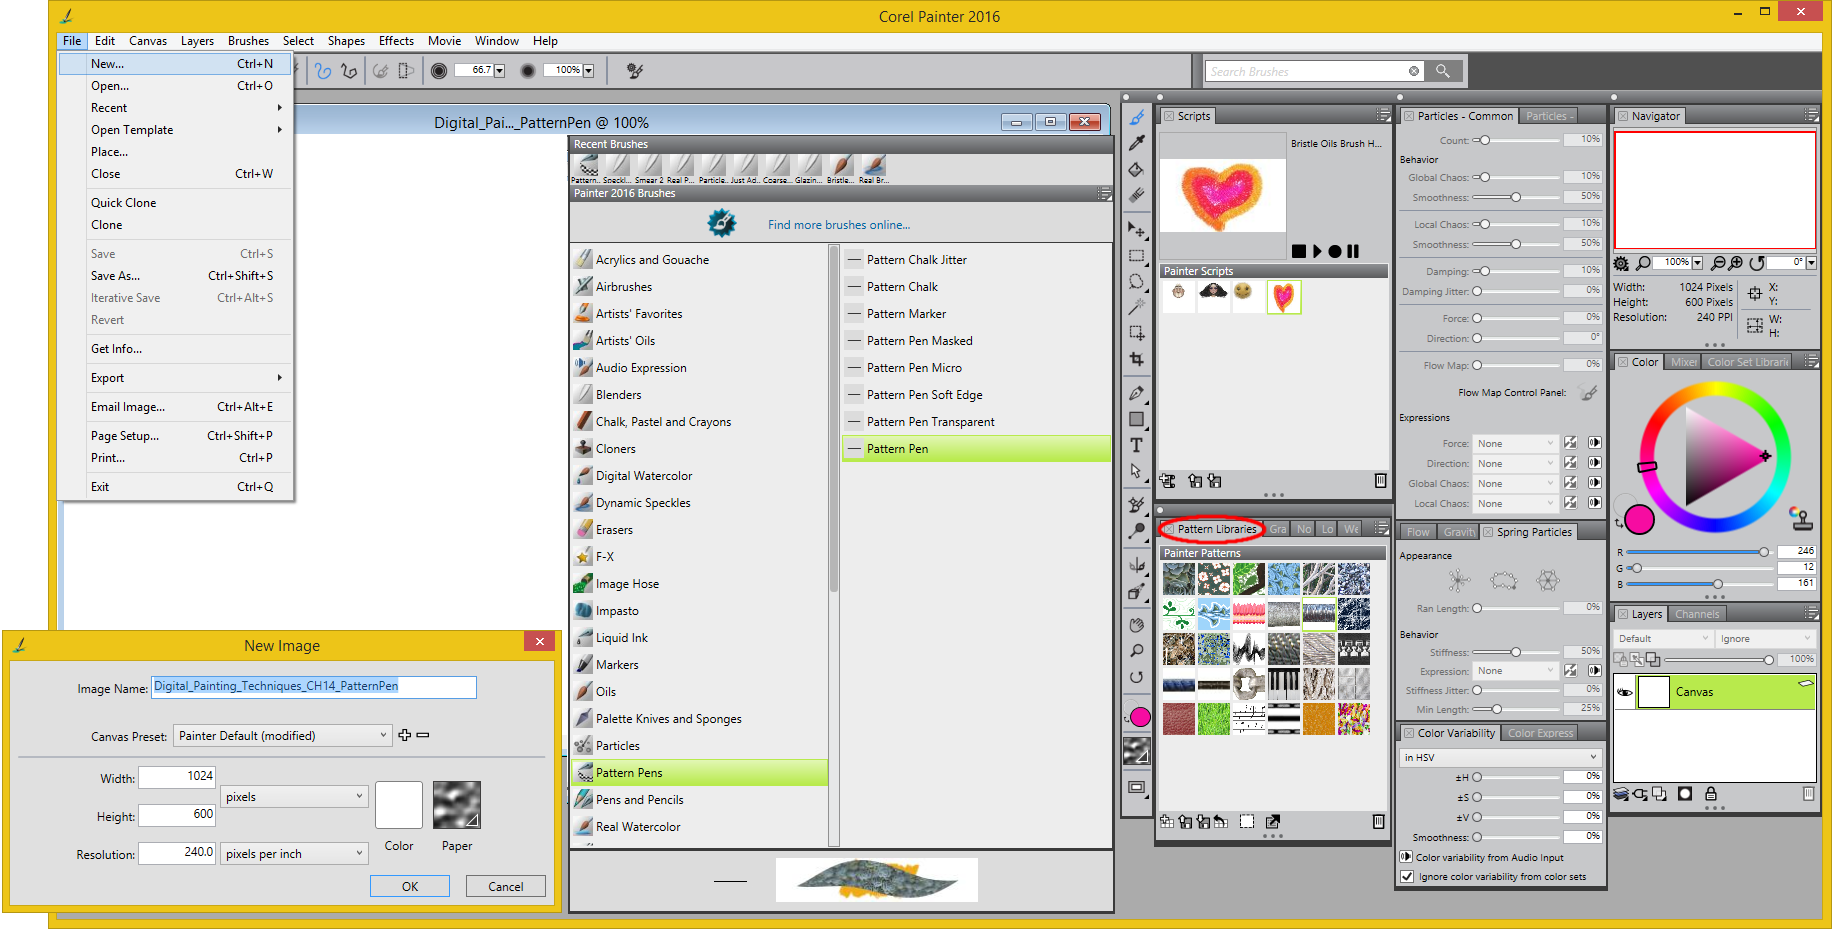 Corel Painter 2016
File Edit Canvas Layers Brushes Select Shapes Effects Movie Window Help
New... Ctrl+N
Open... Ctrl+O
Recent
Open Template
Place...
Close Ctrl+W
Quick Clone
Clone
Save Ctrl+S
Save As... Ctrl+Shift+S
Iterative Save Ctrl+Alt+S
Revert
Get Info...
Export
Email Image... Ctrl+Alt+E
Page Setup... Ctrl+Shift+P
Print... Ctrl+P
Exit Ctrl+Q
66.7 100%
Search Brushes
Digital_Pai..._PatternPen @ 100%
Recent Brushes
Pattern.. Sneckl... Smear 2 Real P... Particle.. Just Ad.. Coarse... Glazin... Bristle... Real Br...
Painter 2016 Brushes
Find more brushes online...
Acrylics and Gouache
Airbrushes
Artists' Favorites
Artists' Oils
Audio Expression
Blenders
Chalk, Pastel and Crayons
Cloners
Digital Watercolor
Dynamic Speckles
Erasers
F-X
Image Hose
Impasto
Liquid Ink
Markers
Oils
Palette Knives and Sponges
Particles
Pattern Pens
Pens and Pencils
Real Watercolor
Pattern Chalk Jitter
Pattern Chalk
Pattern Marker
Pattern Pen Masked
Pattern Pen Micro
Pattern Pen Soft Edge
Pattern Pen Transparent
Pattern Pen
New Image
Image Name: Digital_Painting_Techniques_CH14_PatternPen
Canvas Preset: Painter Default (modified)
Width: 1024
pixels
Height: 600
Resolution: 240.0 pixels per inch
Color Paper
OK Cancel
T
Scripts
Bristle Oils Brush H...
Painter Scripts
Pattern Libraries Gra No Lo We
Painter Patterns
Particles - Common Particles -
Count: 10%
Behavior
Global Chaos: 10%
Smoothness: 50%
Local Chaos: 10%
Smoothness: 50%
Damping: 10%
Damping Jitter: 0%
Force: 0%
Direction: 0°
Flow Map: 0%
Flow Map Control Panel:
Expressions
Force: None
Direction: None
Global Chaos: None
Local Chaos: None
Flow Gravity Spring Particles
Appearance
Ran Length: 0%
Behavior
Stiffness: 50%
Expression: None
Stiffness Jitter: 0%
Min Length: 25%
Color Variability Color Express
in HSV
±H 0%
±S 0%
±V 0%
Smoothness: 0%
Color variability from Audio Input
Ignore color variability from color sets
Navigator
100% 0°
Width: 1024 Pixels X:
Height: 600 Pixels Y:
Resolution: 240 PPI W:
H:
Color Mixer Color Set Librarie
R 246
G 12
B 161
Layers Channels
Default Ignore
100%
Canvas